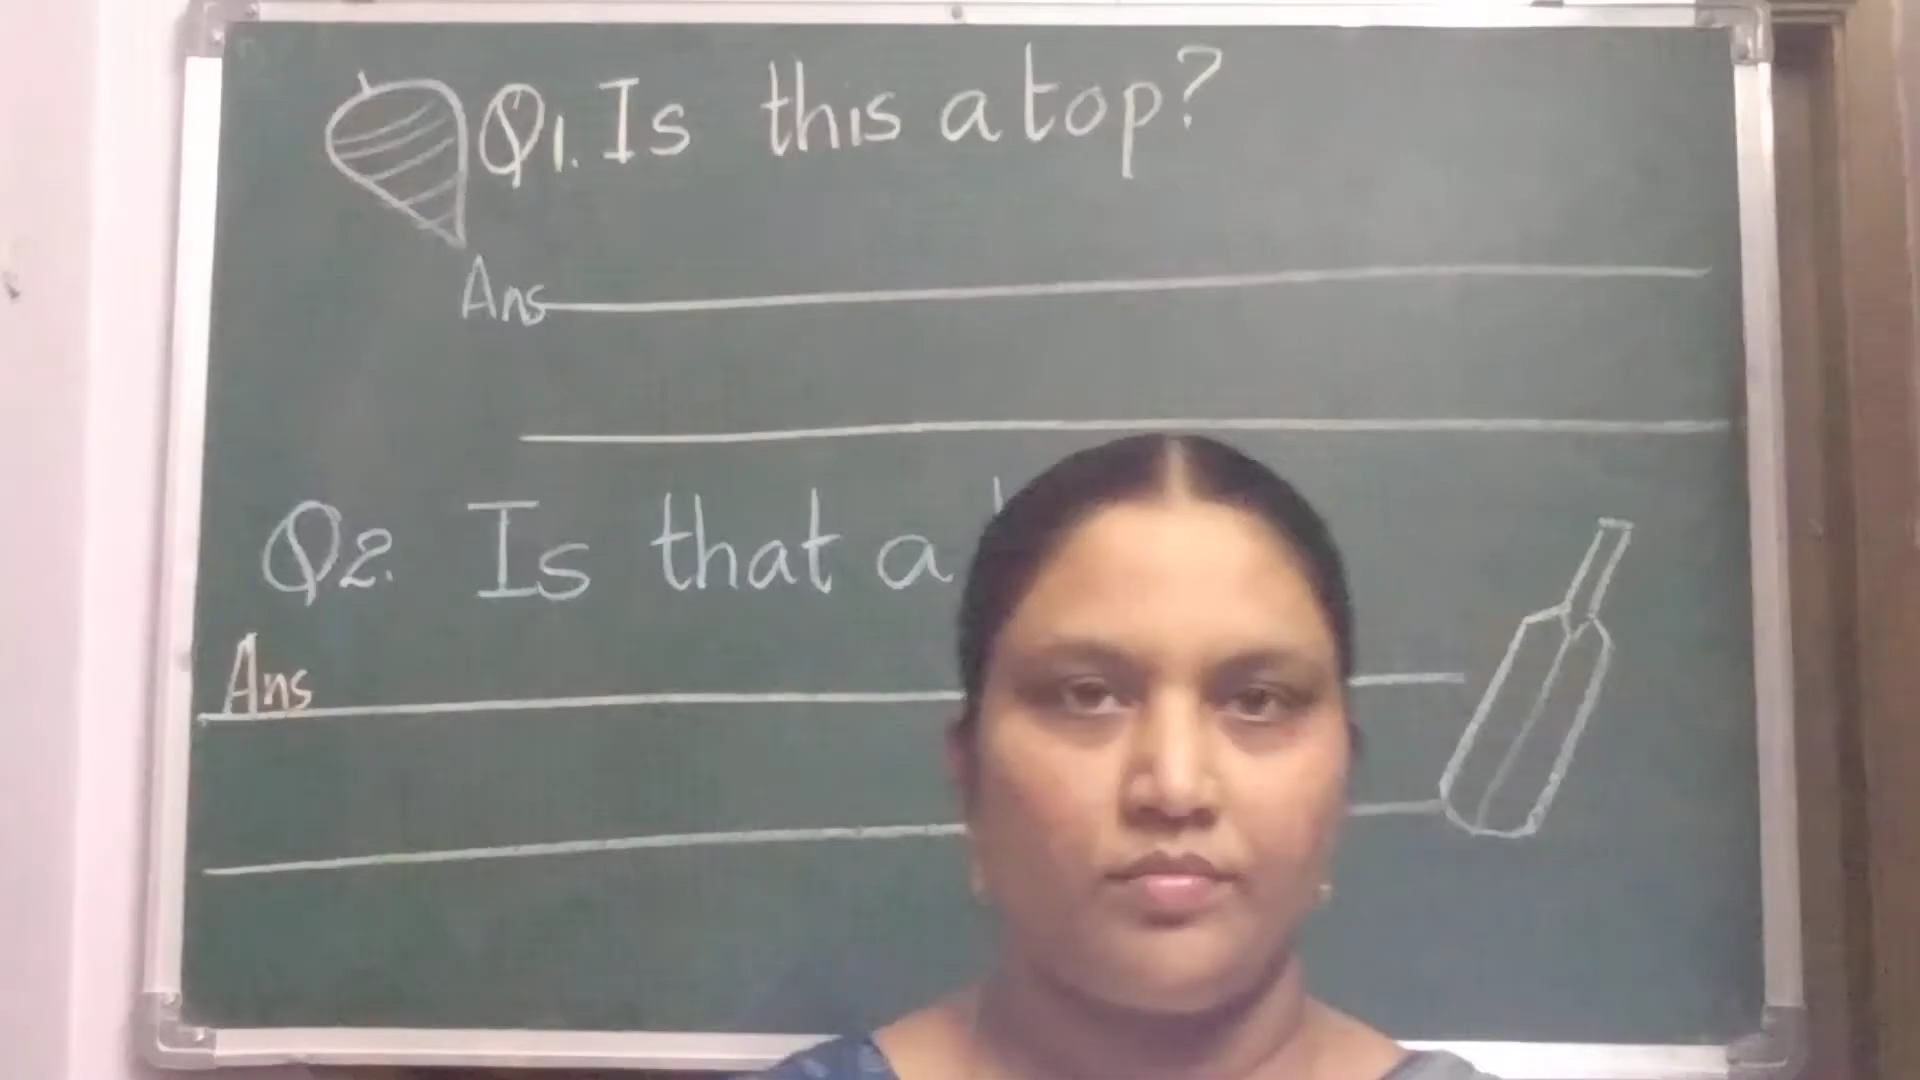 Q1. Is this a top?
Ans
Q2. Is that a
Ans